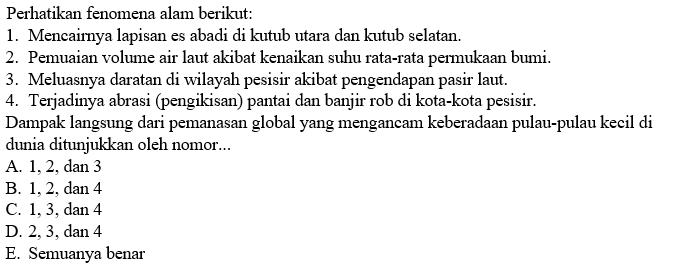 Perhatikan fenomena alam berikut:
1. Mencairnya lapisan es abadi di kutub utara dan kutub selatan.
2. Pemuaian volume air laut akibat kenaikan suhu rata-rata permukaan bumi.
3. Meluasnya daratan di wilayah pesisir akibat pengendapan pasir laut.
4. Terjadinya abrasi (pengikisan) pantai dan banjir rob di kota-kota pesisir.
Dampak langsung dari pemanasan global yang mengancam keberadaan pulau-pulau kecil di
dunia ditunjukkan oleh nomor...
A. 1, 2, dan 3
B. 1, 2, dan 4
C. 1, 3, dan 4
D. 2, 3, dan 4
E. Semuanya benar